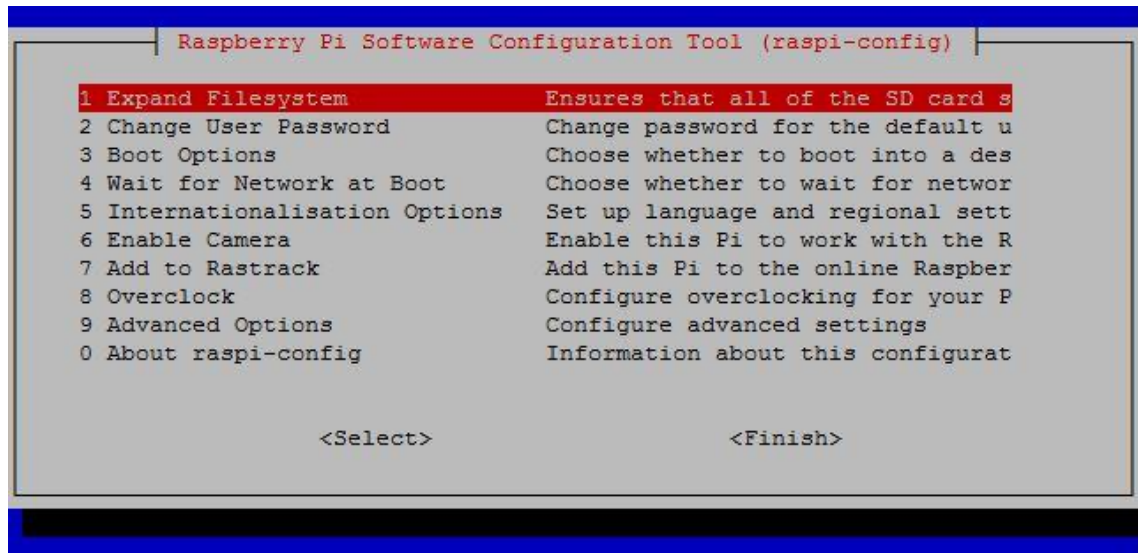 Raspberry Pi Software Configuration Tool (raspi-config)
1 Expand Filesystem Ensures that all of the SD card s
2 Change User Password Change password for the default u
3 Boot Options Choose whether to boot into a des
4 Wait for Network at Boot Choose whether to wait for networ
5 Internationalisation Options Set up language and regional sett
6 Enable Camera Enable this Pi to work with the R
7 Add to Rastrack Add this Pi to the online Raspber
8 Overclock Configure overclocking for your P
9 Advanced Options Configure advanced settings
0 About raspi-config Information about this configurat
<Select> <Finish>